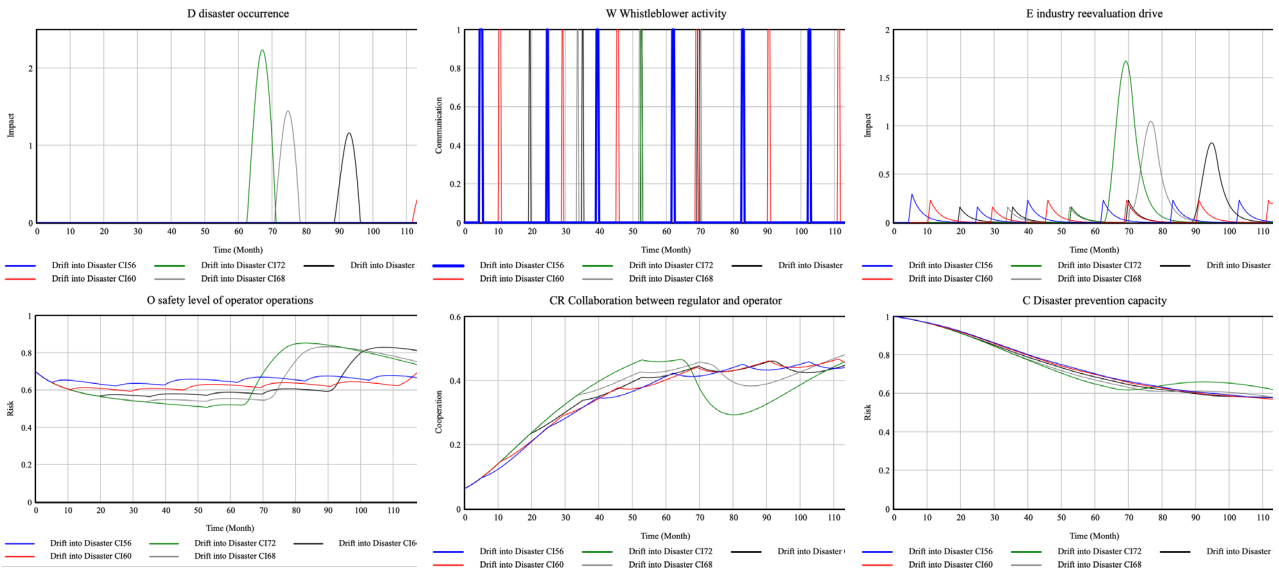 D disaster occurrence
2
1
0
Impact
0 10 20 30 40 50 60 70 80 90 100 110
Time (Month)
Drift into Disaster CI56 Drift into Disaster CI72 Drift into Disaster
Drift into Disaster CI60 Drift into Disaster CI68
W Whistleblower activity
1
0.8
0.6
0.4
0.2
0
Communication
0 10 20 30 40 50 60 70 80 90 100 110
Time (Month)
Drift into Disaster CI56 Drift into Disaster CI72 Drift into Disaster
Drift into Disaster CI60 Drift into Disaster CI68
E industry reevaluation drive
2
1.5
1
0.5
0
Impact
0 10 20 30 40 50 60 70 80 90 100 110
Time (Month)
Drift into Disaster CI56 Drift into Disaster CI72 Drift into Disaster
Drift into Disaster CI60 Drift into Disaster CI68
O safety level of operator operations
1
0.8
0.6
0.4
0.2
0
Risk
0 10 20 30 40 50 60 70 80 90 100 110
Time (Month)
Drift into Disaster CI56 Drift into Disaster CI72 Drift into Disaster
Drift into Disaster CI60 Drift into Disaster CI68
CR Collaboration between regulator and operator
0.6
0.4
0.2
0
Cooperation
0 10 20 30 40 50 60 70 80 90 100 110
Time (Month)
Drift into Disaster CI56 Drift into Disaster CI72 Drift into Disaster
Drift into Disaster CI60 Drift into Disaster CI68
C Disaster prevention capacity
1
0.8
0.6
0.4
0.2
0
Risk
0 10 20 30 40 50 60 70 80 90 100 110
Time (Month)
Drift into Disaster CI56 Drift into Disaster CI72 Drift into Disaster
Drift into Disaster CI60 Drift into Disaster CI68